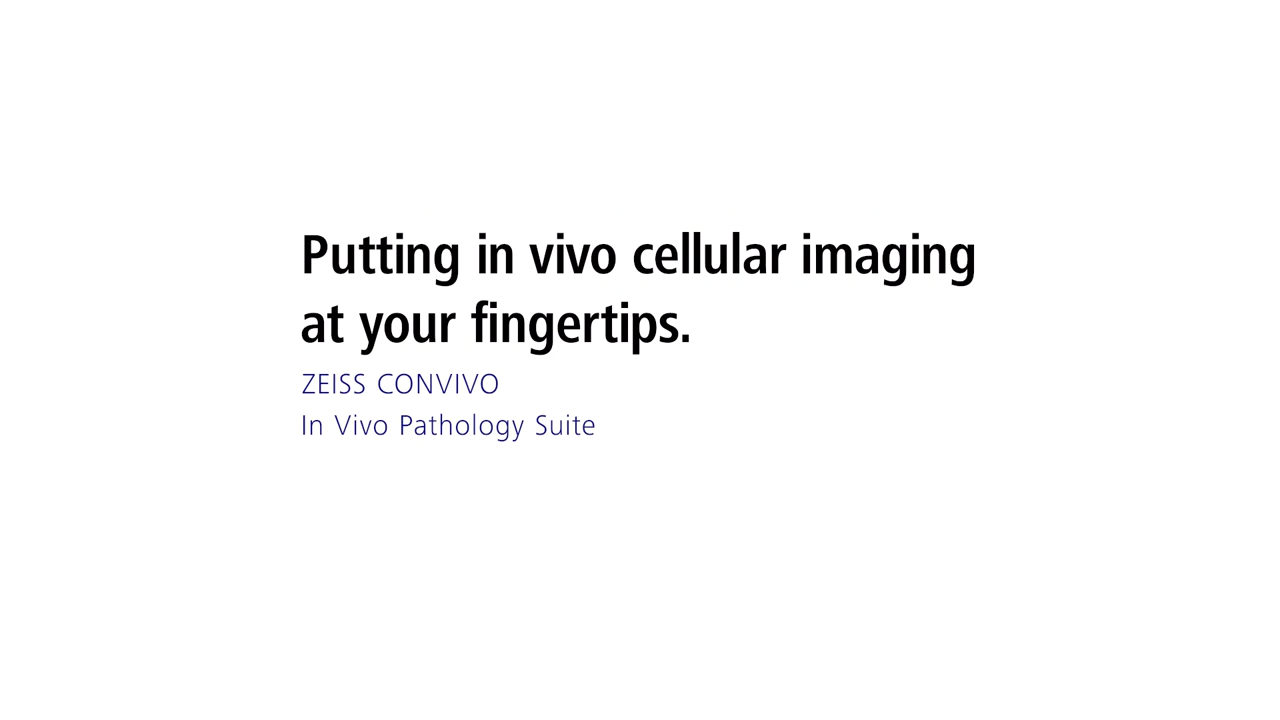 Putting in vivo cellular imaging
at your fingertips.
ZEISS CONVIVO
In Vivo Pathology Suite